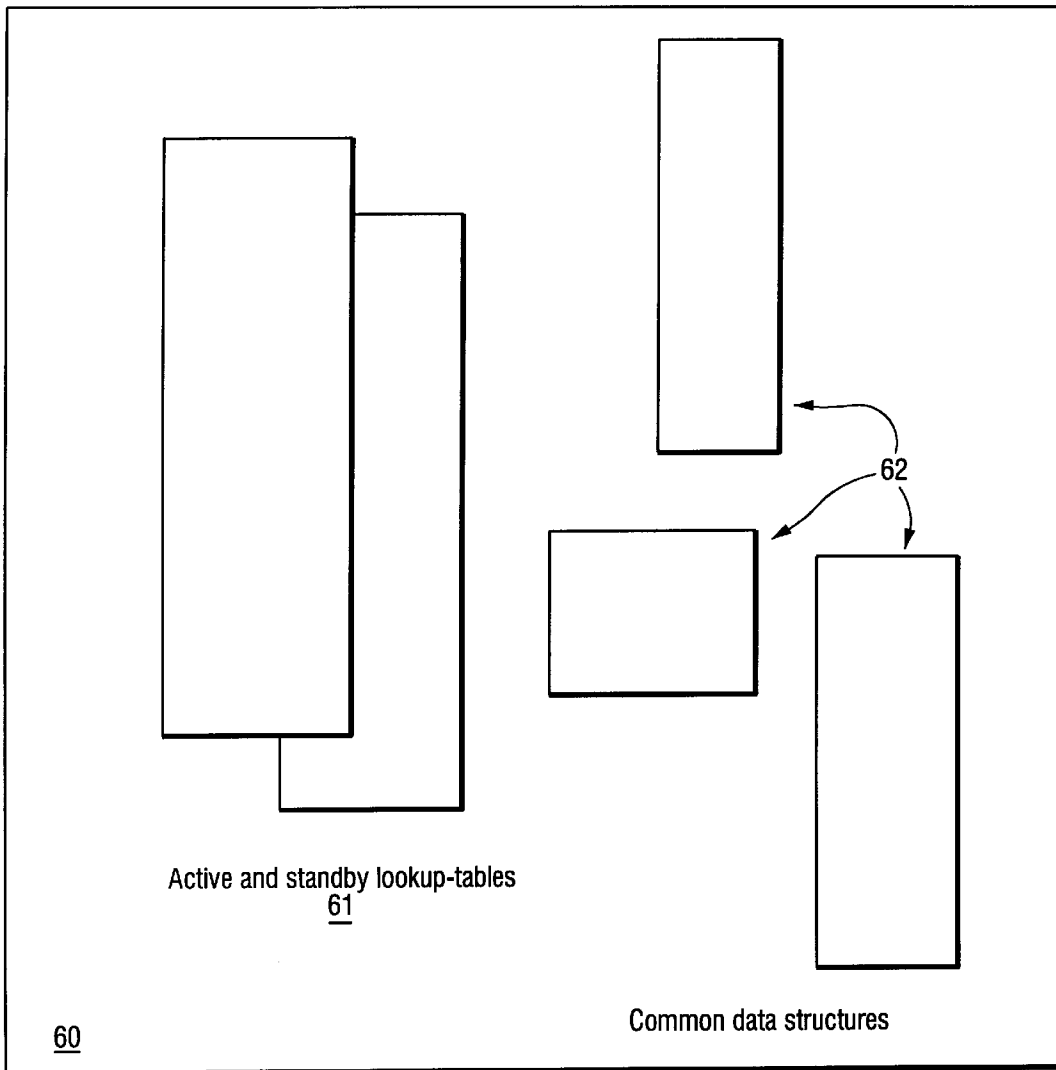 62
Active and standby lookup-tables
61
Common data structures
60